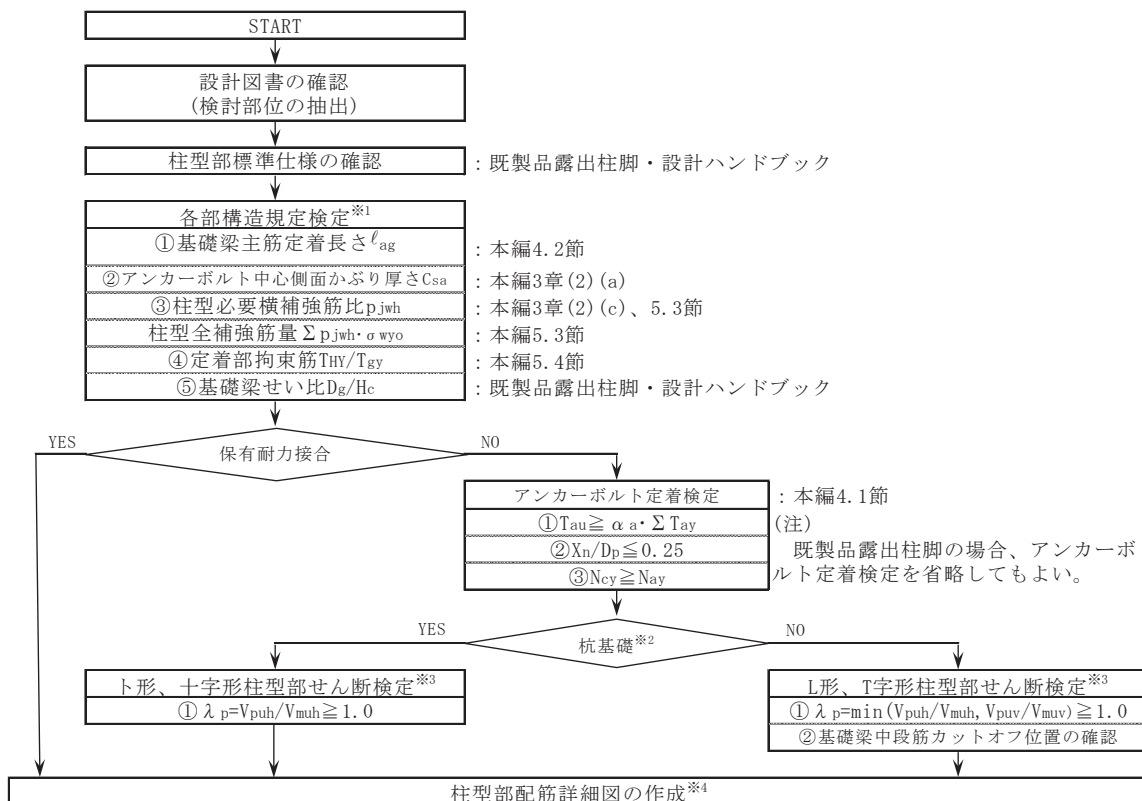 START
設計図書の確認
(検討部位の抽出)
柱型部標準仕様の確認
：既製品露出柱脚・設計ハンドブック
各部構造規定検定※1
①基礎梁主筋定着長さℓag
：本編4.2節
②アンカーボルト中心側面かぶり厚さCsa
：本編3章(2)(a)
③柱型必要横補強筋比pjwh
：本編3章(2)(c)、5.3節
柱型全補強筋量Σpjwh・σwyo
：本編5.3節
④定着部拘束筋THY/Tgy
：本編5.4節
⑤基礎梁せい比Dg/Hc
：既製品露出柱脚・設計ハンドブック
YES
保有耐力接合
NO
アンカーボルト定着検定
：本編4.1節
①Tau≧αa・ΣTay
(注)
②Xn/Dp≦0.25
既製品露出柱脚の場合、アンカーボ
ルト定着検定を省略してもよい。
③Ncy≧Nay
YES
杭基礎※2
NO
ト形、十字形柱型部せん断検定※3
①λp=Vpuh/Vmuh≧1.0
L形、T字形柱型部せん断検定※3
①λp=min(Vpuh/Vmuh,Vpuv/Vmuv)≧1.0
②基礎梁中段筋カットオフ位置の確認
柱型部配筋詳細図の作成※4